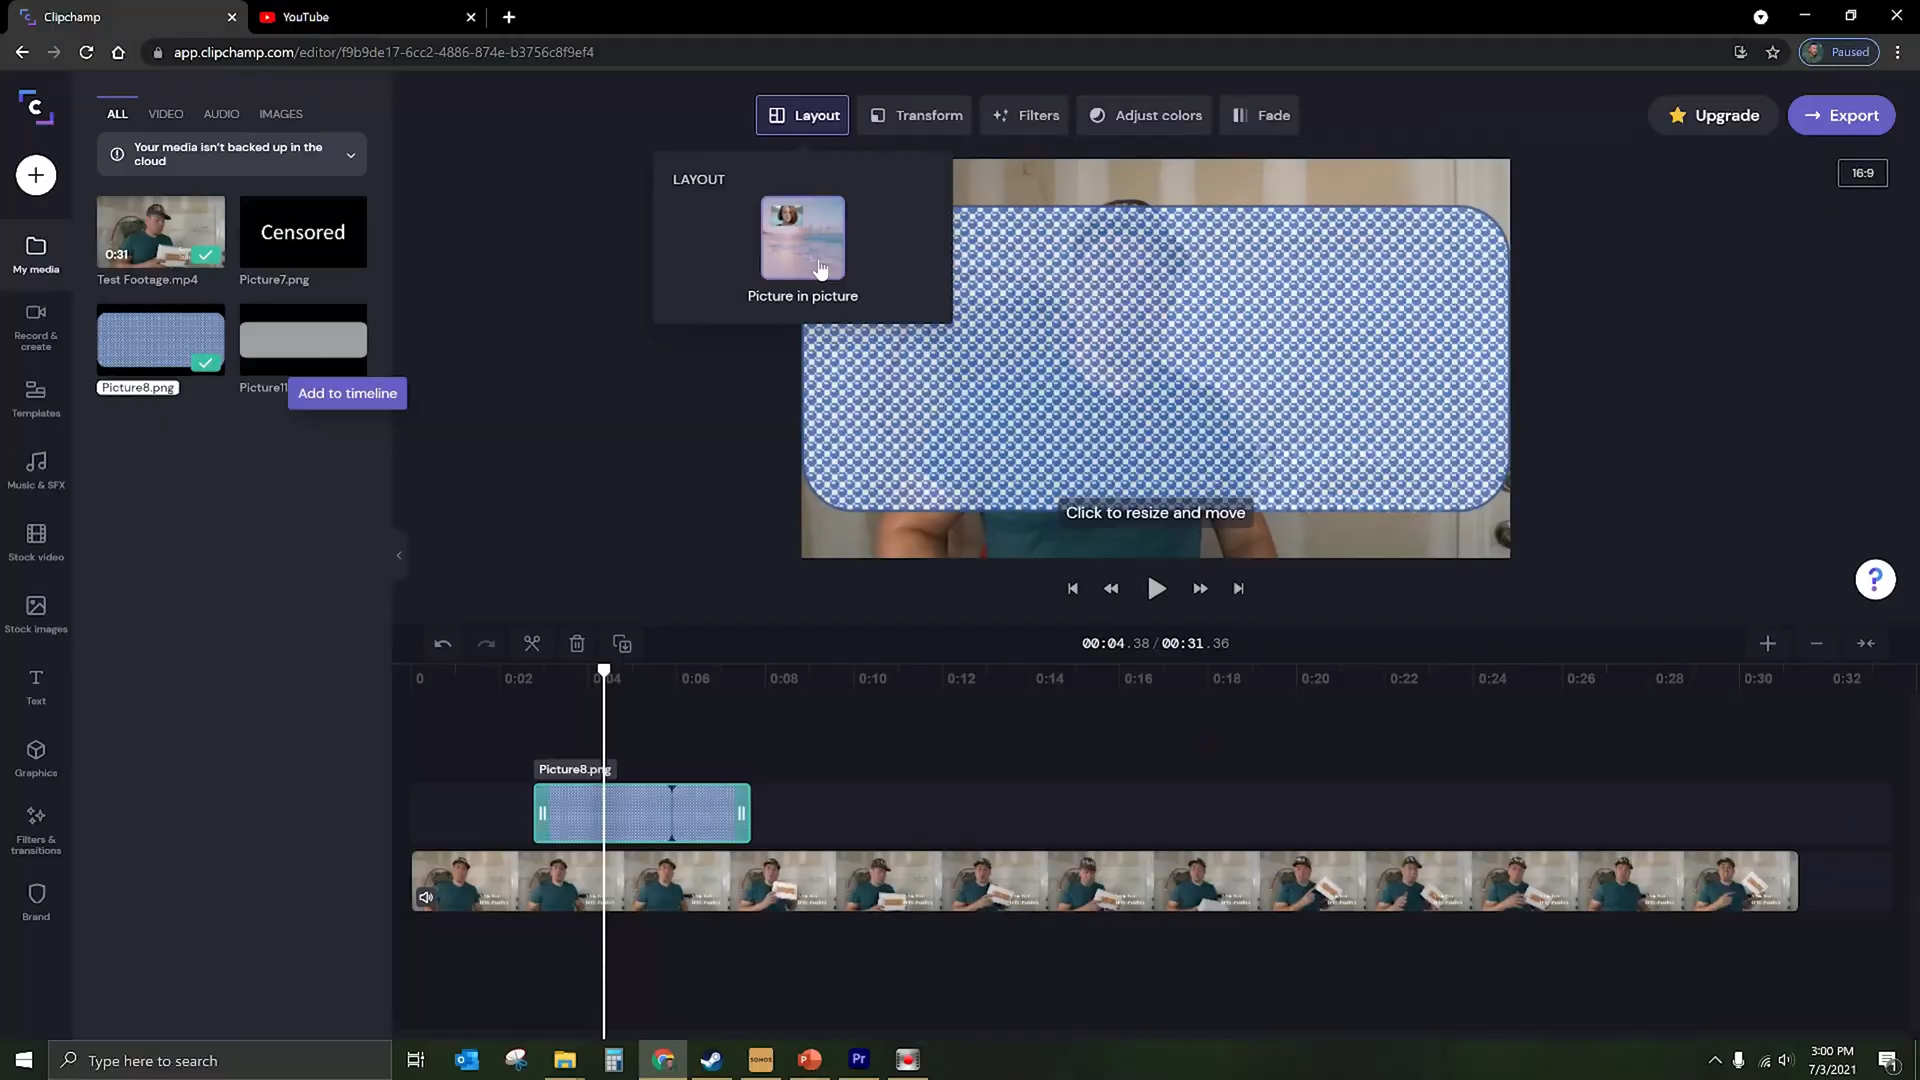 Clipchamp
YouTube
app.clipchamp.com/editor/f9b9de17-6cc2-4886-874e-b3756c8f9ef4
Paused
ALL VIDEO AUDIO IMAGES
Your media isn't backed up in the
cloud
0:31
Test Footage.mp4
Censored
Picture7.png
Picture8.png
Picture11
Add to timeline
My media
Record &
create
Templates
Music & SFX
Stock video
Stock images
Text
Graphics
Filters &
transitions
Brand
Layout Transform Filters Adjust colors Fade
Upgrade
Export
16:9
LAYOUT
Picture in picture
Click to resize and move
?
00:04.38 / 00:31.36
0 0:02 0:04 0:06 0:08 0:10 0:12 0:14 0:16 0:18 0:20 0:22 0:24 0:26 0:28 0:30 0:32
Picture8.png
Type here to search
SONOS
Pr
3:00 PM
7/3/2021
1